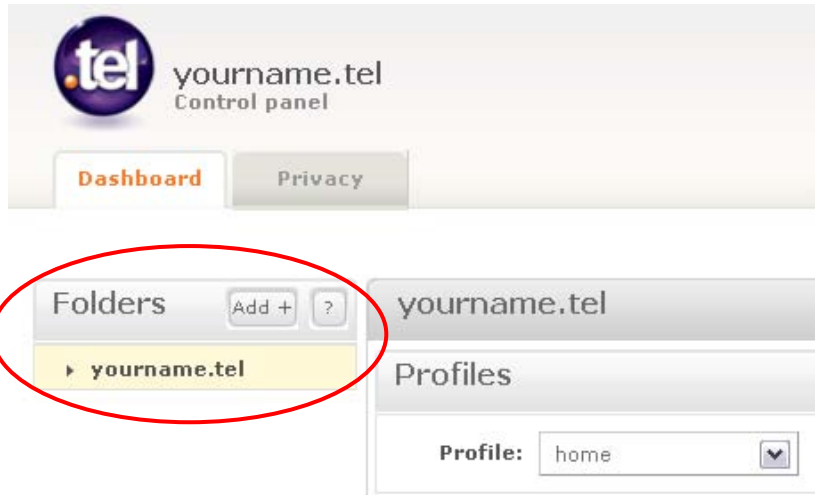 .tel
yourname.tel
Control panel
Dashboard Privacy
Folders Add + ?
yourname.tel
yourname.tel
Profiles
Profile: home